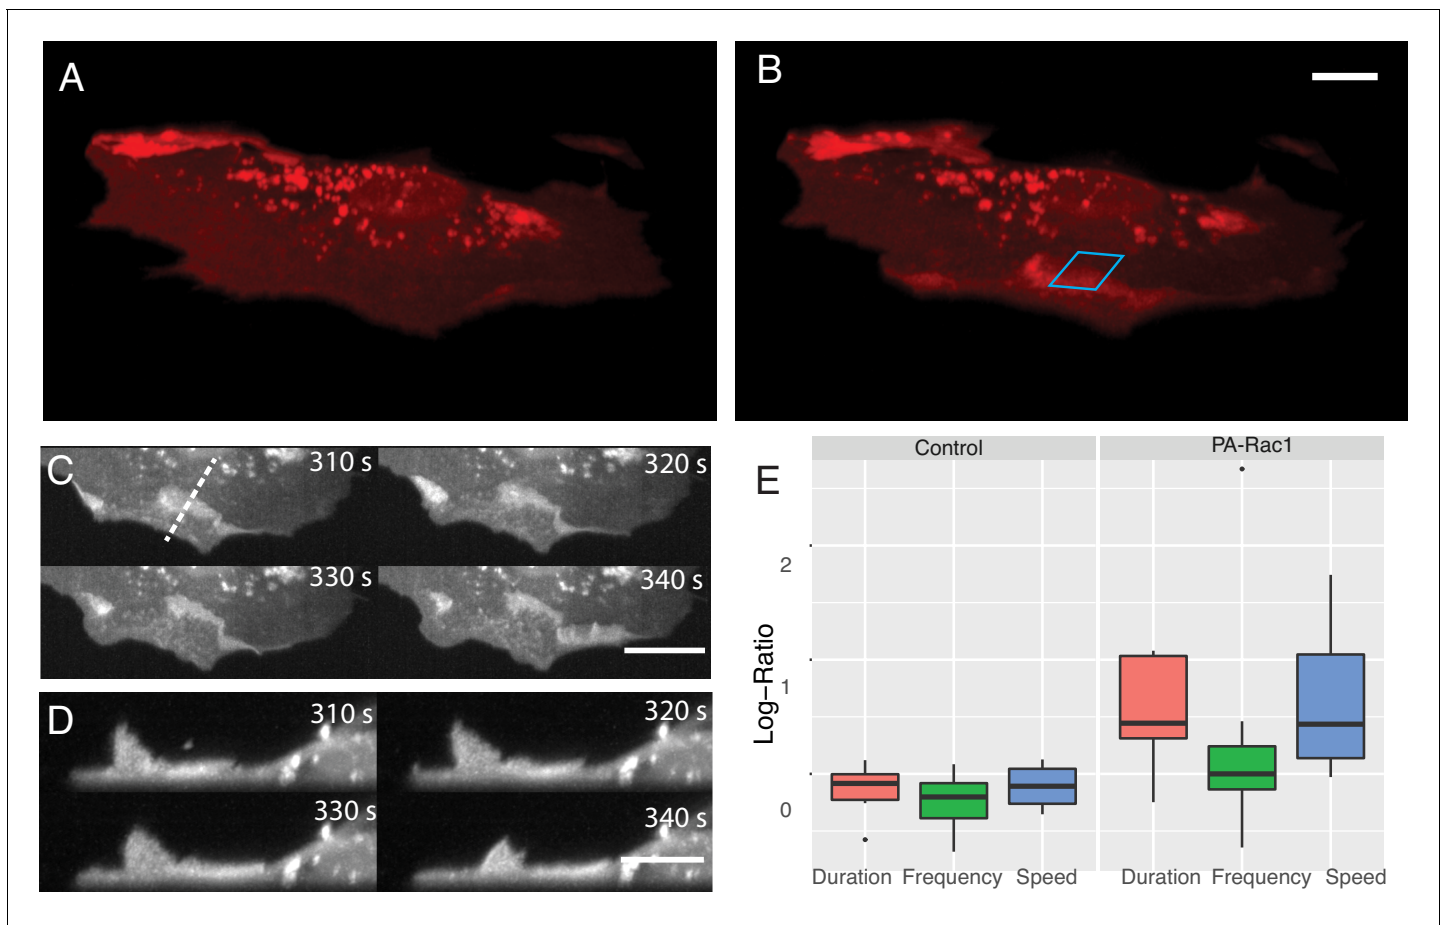 A
B
C
310 s
320 s
330 s
340 s
D
310 s
320 s
330 s
340 s
E
Control
PA-Rac1
Log−Ratio
2
1
0
Duration Frequency Speed
Duration Frequency Speed